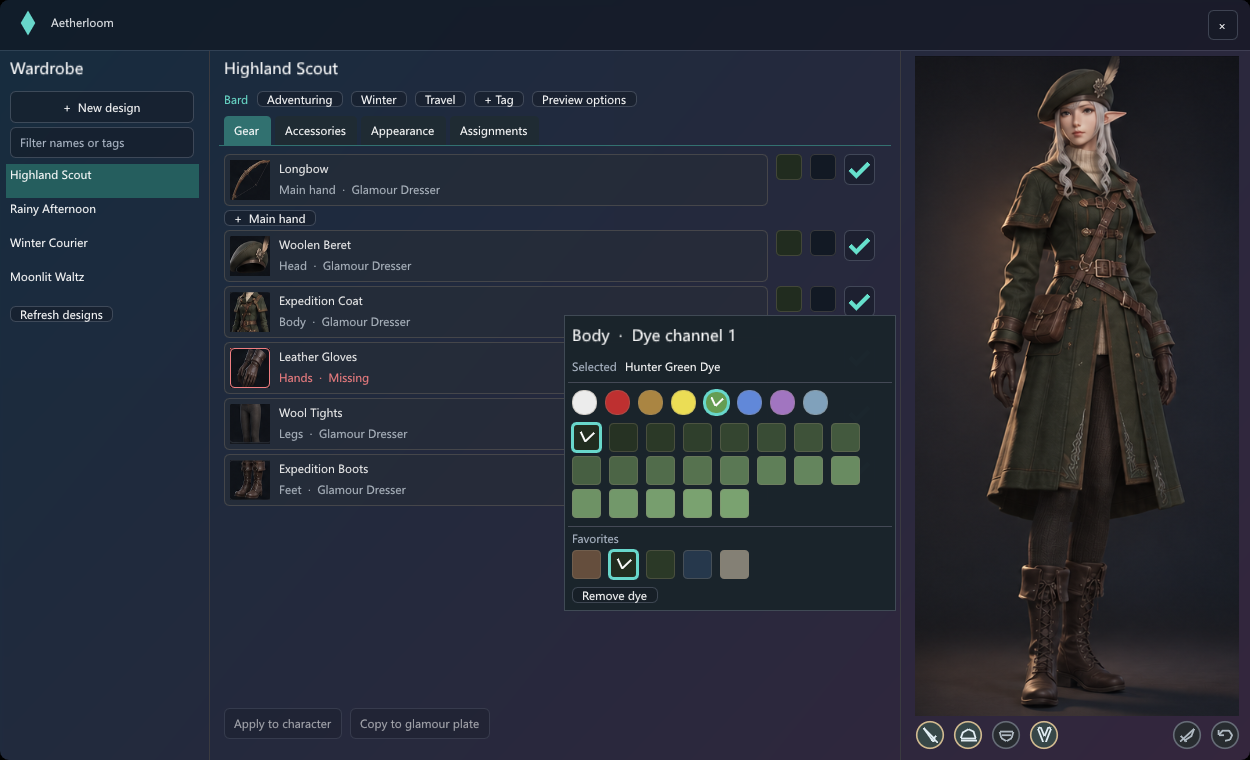 Aetherloom
×
Wardrobe
+ New design
Filter names or tags
Highland Scout
Rainy Afternoon
Winter Courier
Moonlit Waltz
Refresh designs
Highland Scout
Bard Adventuring Winter Travel + Tag Preview options
Gear Accessories Appearance Assignments
Longbow
Main hand · Glamour Dresser
+ Main hand
Woolen Beret
Head · Glamour Dresser
Expedition Coat
Body · Glamour Dresser
Leather Gloves
Hands · Missing
Wool Tights
Legs · Glamour Dresser
Expedition Boots
Feet · Glamour Dresser
Body · Dye channel 1
Selected Hunter Green Dye
Favorites
Remove dye
Apply to character Copy to glamour plate